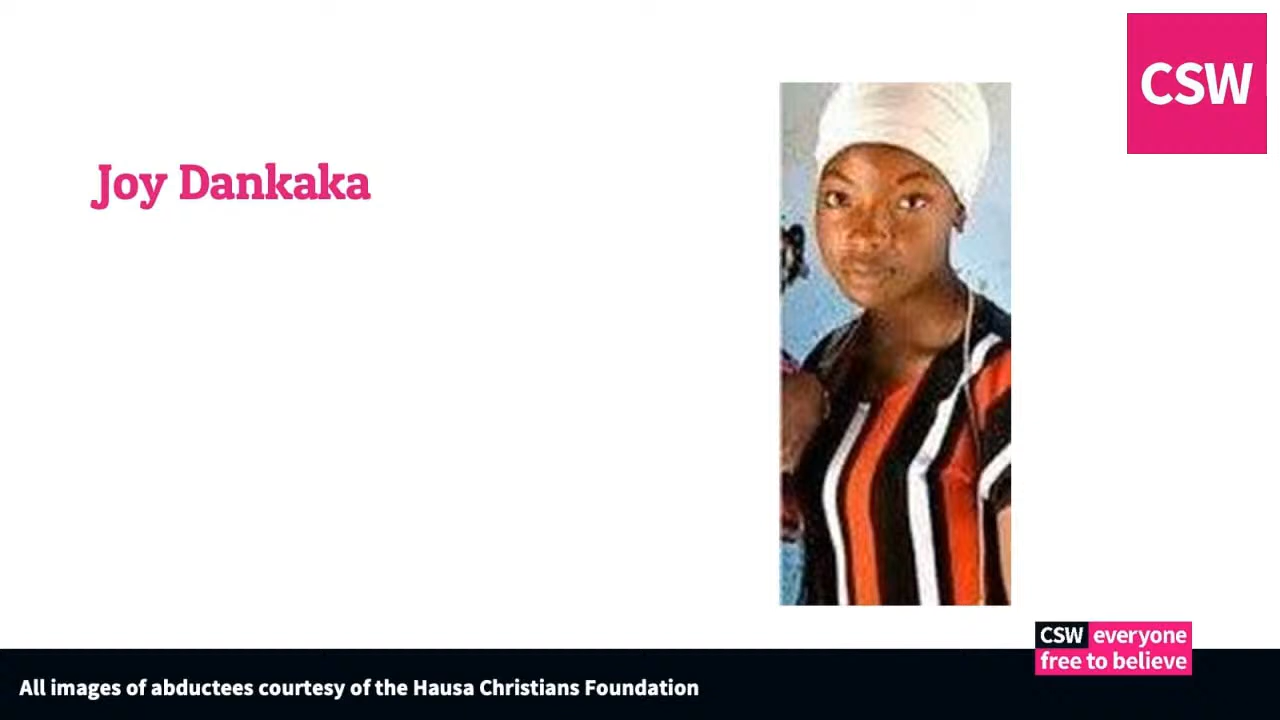 CSW
Joy Dankaka
CSW everyone
free to believe
All images of abductees courtesy of the Hausa Christians Foundation